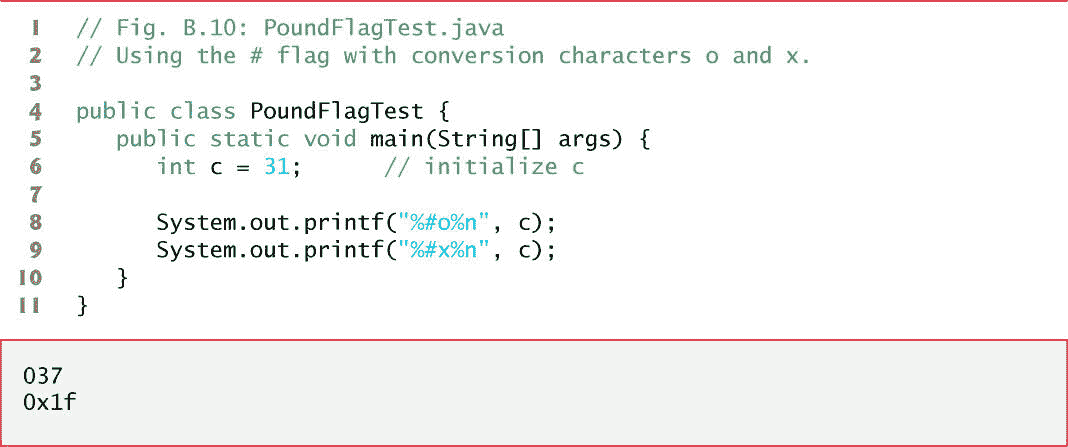 1 // Fig. B.10: PoundFlagTest.java
2 // Using the # flag with conversion characters o and x.
3
4 public class PoundFlagTest {
5    public static void main(String[] args) {
6       int c = 31;      // initialize c
7
8       System.out.printf("%#o%n", c);
9       System.out.printf("%#x%n", c);
10    }
11 }
037
0x1f